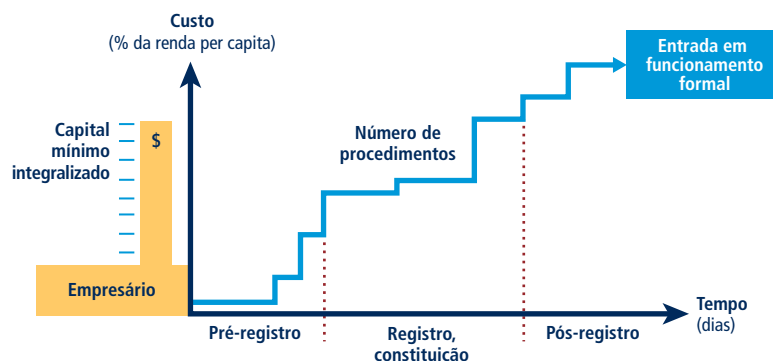 Custo
(% da renda per capita)
Entrada em
funcionamento
formal
Capital
mínimo
integralizado
$
Número de
procedimentos
Empresário
Tempo
(dias)
Pré-registro
Registro,
constituição
Pós-registro